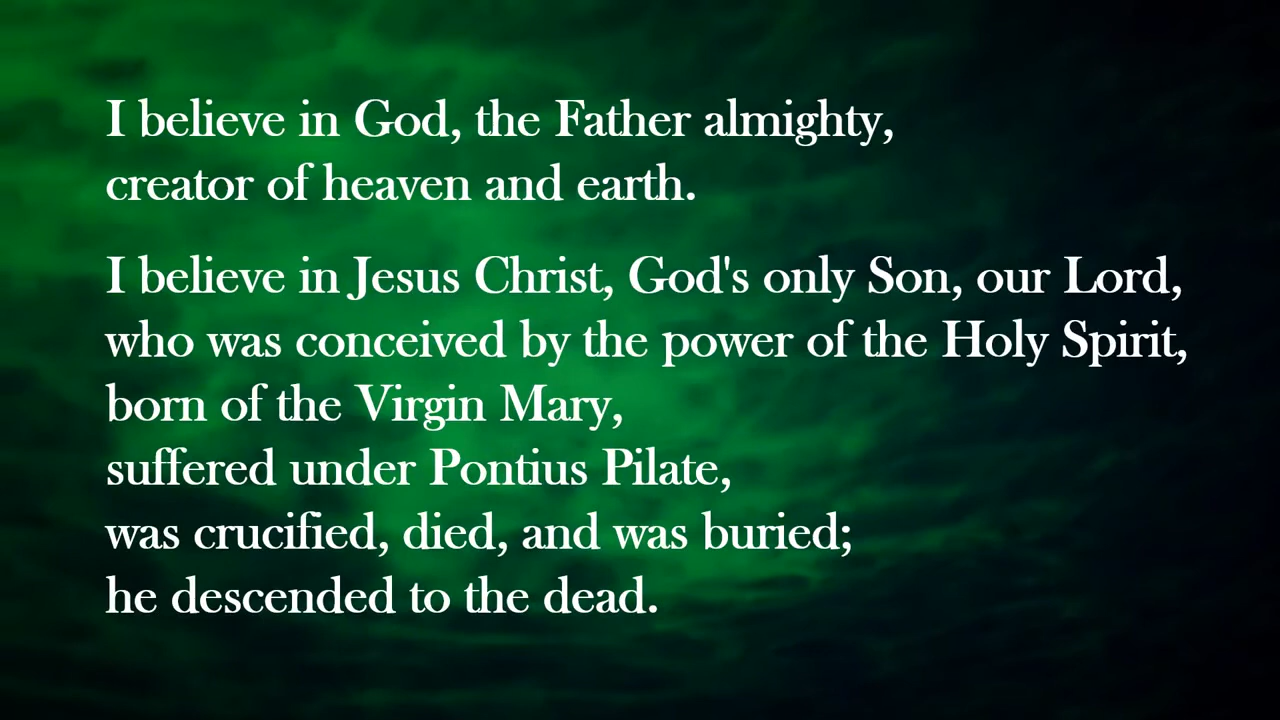 I believe in God, the Father almighty,
creator of heaven and earth.
I believe in Jesus Christ, God's only Son, our Lord,
who was conceived by the power of the Holy Spirit,
born of the Virgin Mary,
suffered under Pontius Pilate,
was crucified, died, and was buried;
he descended to the dead.